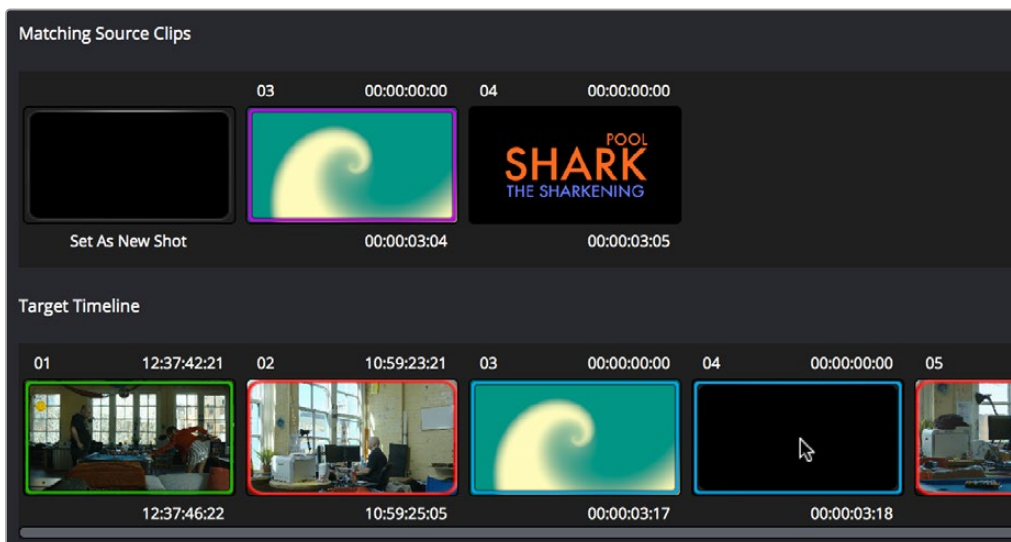 Matching Source Clips
03 00:00:00:00 04 00:00:00:00
POOL
SHARK
THE SHARKENING
Set As New Shot 00:00:03:04 00:00:03:05
Target Timeline
01 12:37:42:21 02 10:59:23:21 03 00:00:00:00 04 00:00:00:00 05
12:37:46:22 10:59:25:05 00:00:03:17 00:00:03:18